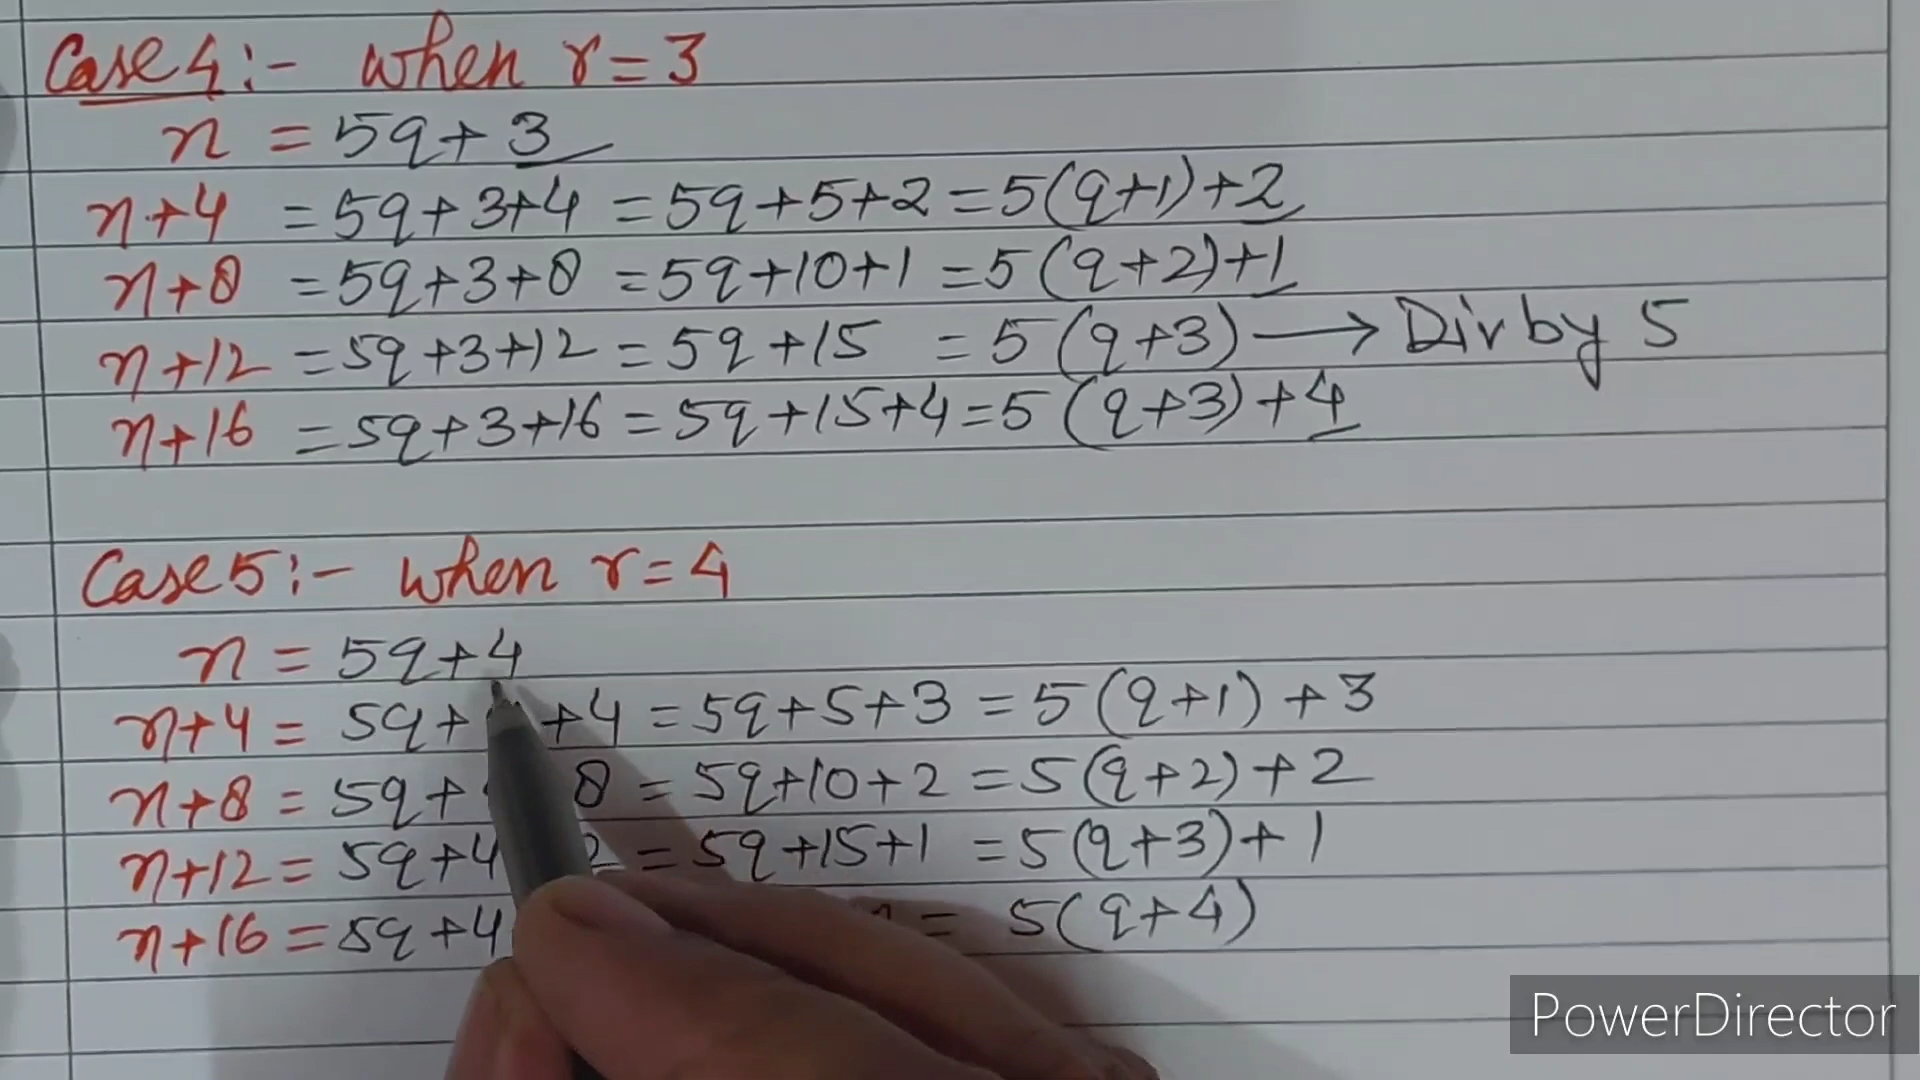 Case 4:- when r=3
n = 5q+3
n+4 = 5q+3+4 = 5q+5+2 = 5(q+1)+2
n+8 = 5q+3+8 = 5q+10+1 = 5(q+2)+1
n+12 = 5q+3+12 = 5q+15 = 5(q+3) → Div by 5
n+16 = 5q+3+16 = 5q+15+4 = 5(q+3)+4
Case 5:- when r=4
n = 5q+4
n+4 = 5q+ +4 = 5q+5+3 = 5(q+1)+3
n+8 = 5q+ 8 = 5q+10+2 = 5(q+2)+2
n+12 = 5q+4 2 = 5q+15+1 = 5(q+3)+1
n+16 = 5q+4 = 5(q+4)
PowerDirector